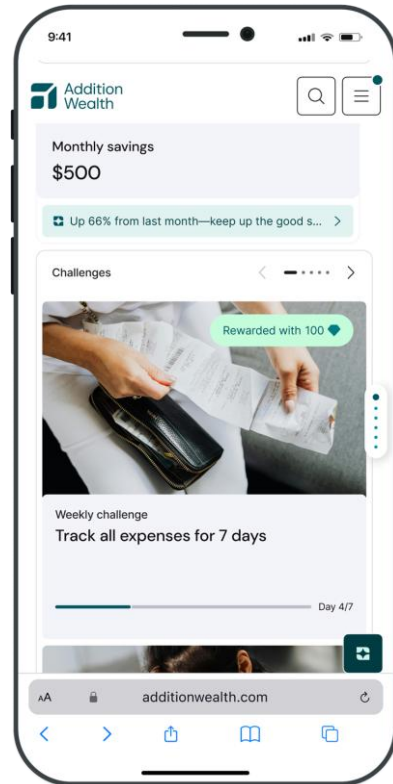 9:41
Addition
Wealth
Monthly savings
$500
Up 66% from last month—keep up the good s...
Challenges
Rewarded with 100
Weekly challenge
Track all expenses for 7 days
Day 4/7
AA
additionwealth.com